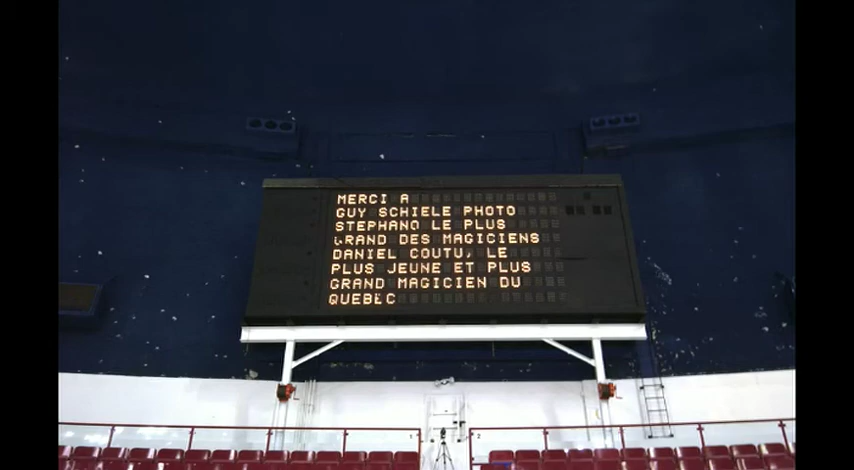 MERCI A
GUY SCHIELE PHOTO
STEPHANO LE PLUS
GRAND DES MAGICIENS
DANIEL COUTU, LE
PLUS JEUNE ET PLUS
GRAND MAGICIEN DU
QUEBEC